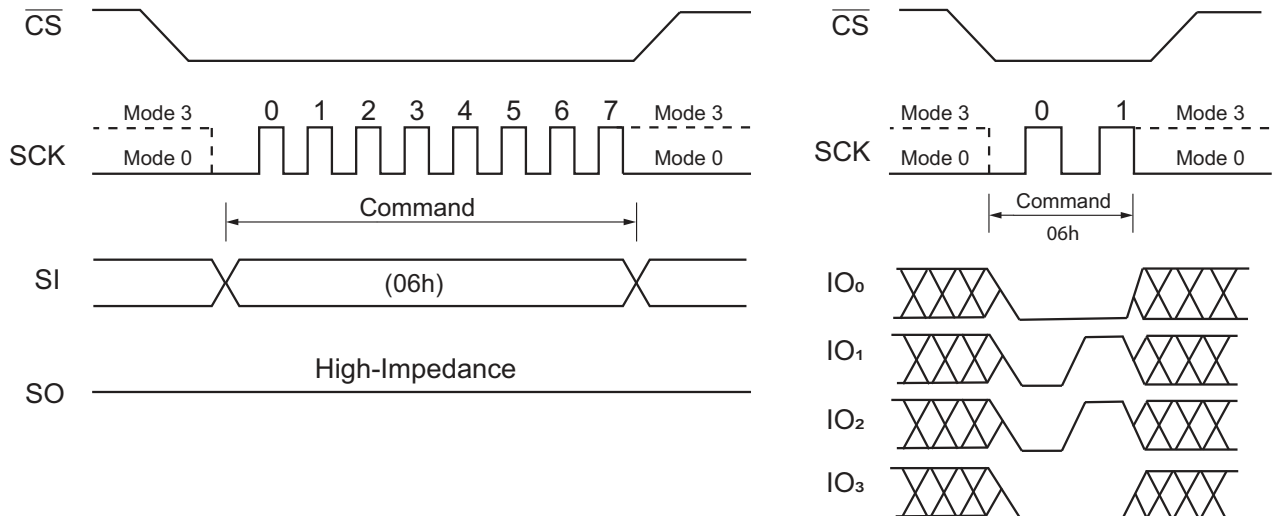 C̅S̅
Mode 3
0 1 2 3 4 5 6 7
Mode 3
SCK
Mode 0
Mode 0
Command
SI
(06h)
High-Impedance
SO
C̅S̅
Mode 3
0 1
Mode 3
SCK
Mode 0
Mode 0
Command
06h
IO₀
IO₁
IO₂
IO₃